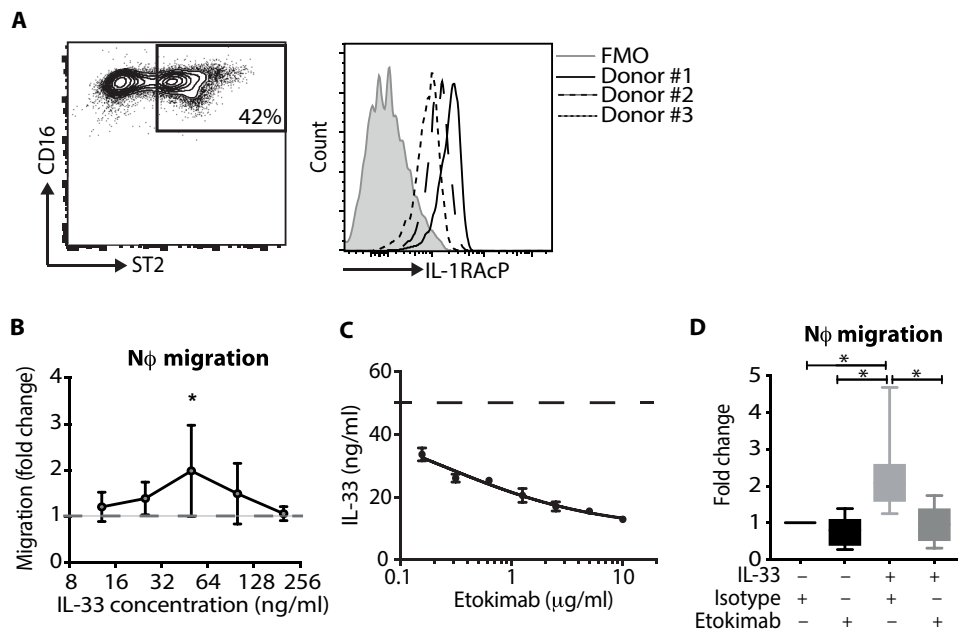 A
CD16
42%
ST2
Count
IL-1RAcP
FMO
Donor #1
Donor #2
Donor #3
B
Nϕ migration
Migration (fold change)
4
3
2
1
0
*
8 16 32 64 128 256
IL-33 concentration (ng/ml)
C
IL-33 (ng/ml)
60
40
20
0
0.1 1 10
Etokimab (μg/ml)
D
Nϕ migration
Fold change
5
4
3
2
1
0
* * *
IL-33 – – + +
Isotype + – + –
Etokimab – + – +